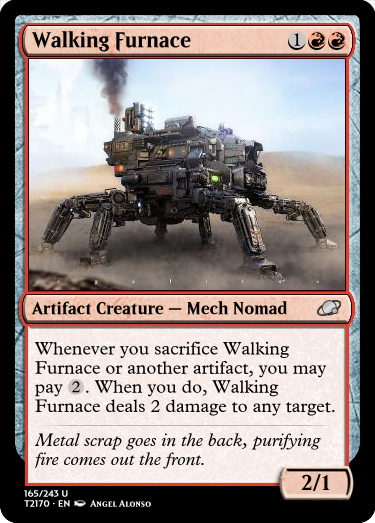 Walking Furnace 1
Artifact Creature — Mech Nomad
Whenever you sacrifice Walking
Furnace or another artifact, you may
pay 2. When you do, Walking
Furnace deals 2 damage to any target.
Metal scrap goes in the back, purifying
fire comes out the front.
2/1
165/243 U
T2170 • EN Angel Alonso